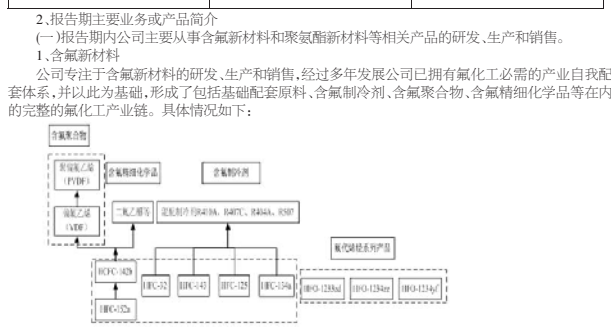 2、报告期主要业务或产品简介
(一)报告期内公司主要从事含氟新材料和聚氨酯新材料等相关产品的研发、生产和销售。
1、含氟新材料
公司专注于含氟新材料的研发、生产和销售,经过多年发展公司已拥有氟化工必需的产业自我配
套体系,并以此为基础,形成了包括基础配套原料、含氟制冷剂、含氟聚合物、含氟精细化学品等在内
的完整的氟化工产业链。具体情况如下:
含氟聚合物
聚偏氟乙烯
(PVDF)
含氟精细化学品
含氟制冷剂
偏氟乙烯
(VDF)
二氟乙醇等
混配制冷剂R410A、R407C、R404A、R507
氟代烯烃系列产品
HCFC-142b
HFC-32
HFC-143
HFC-125
HFC-134a
HFO-1233zd
HFO-1234ze
HFO-1234yf
HFC-152a